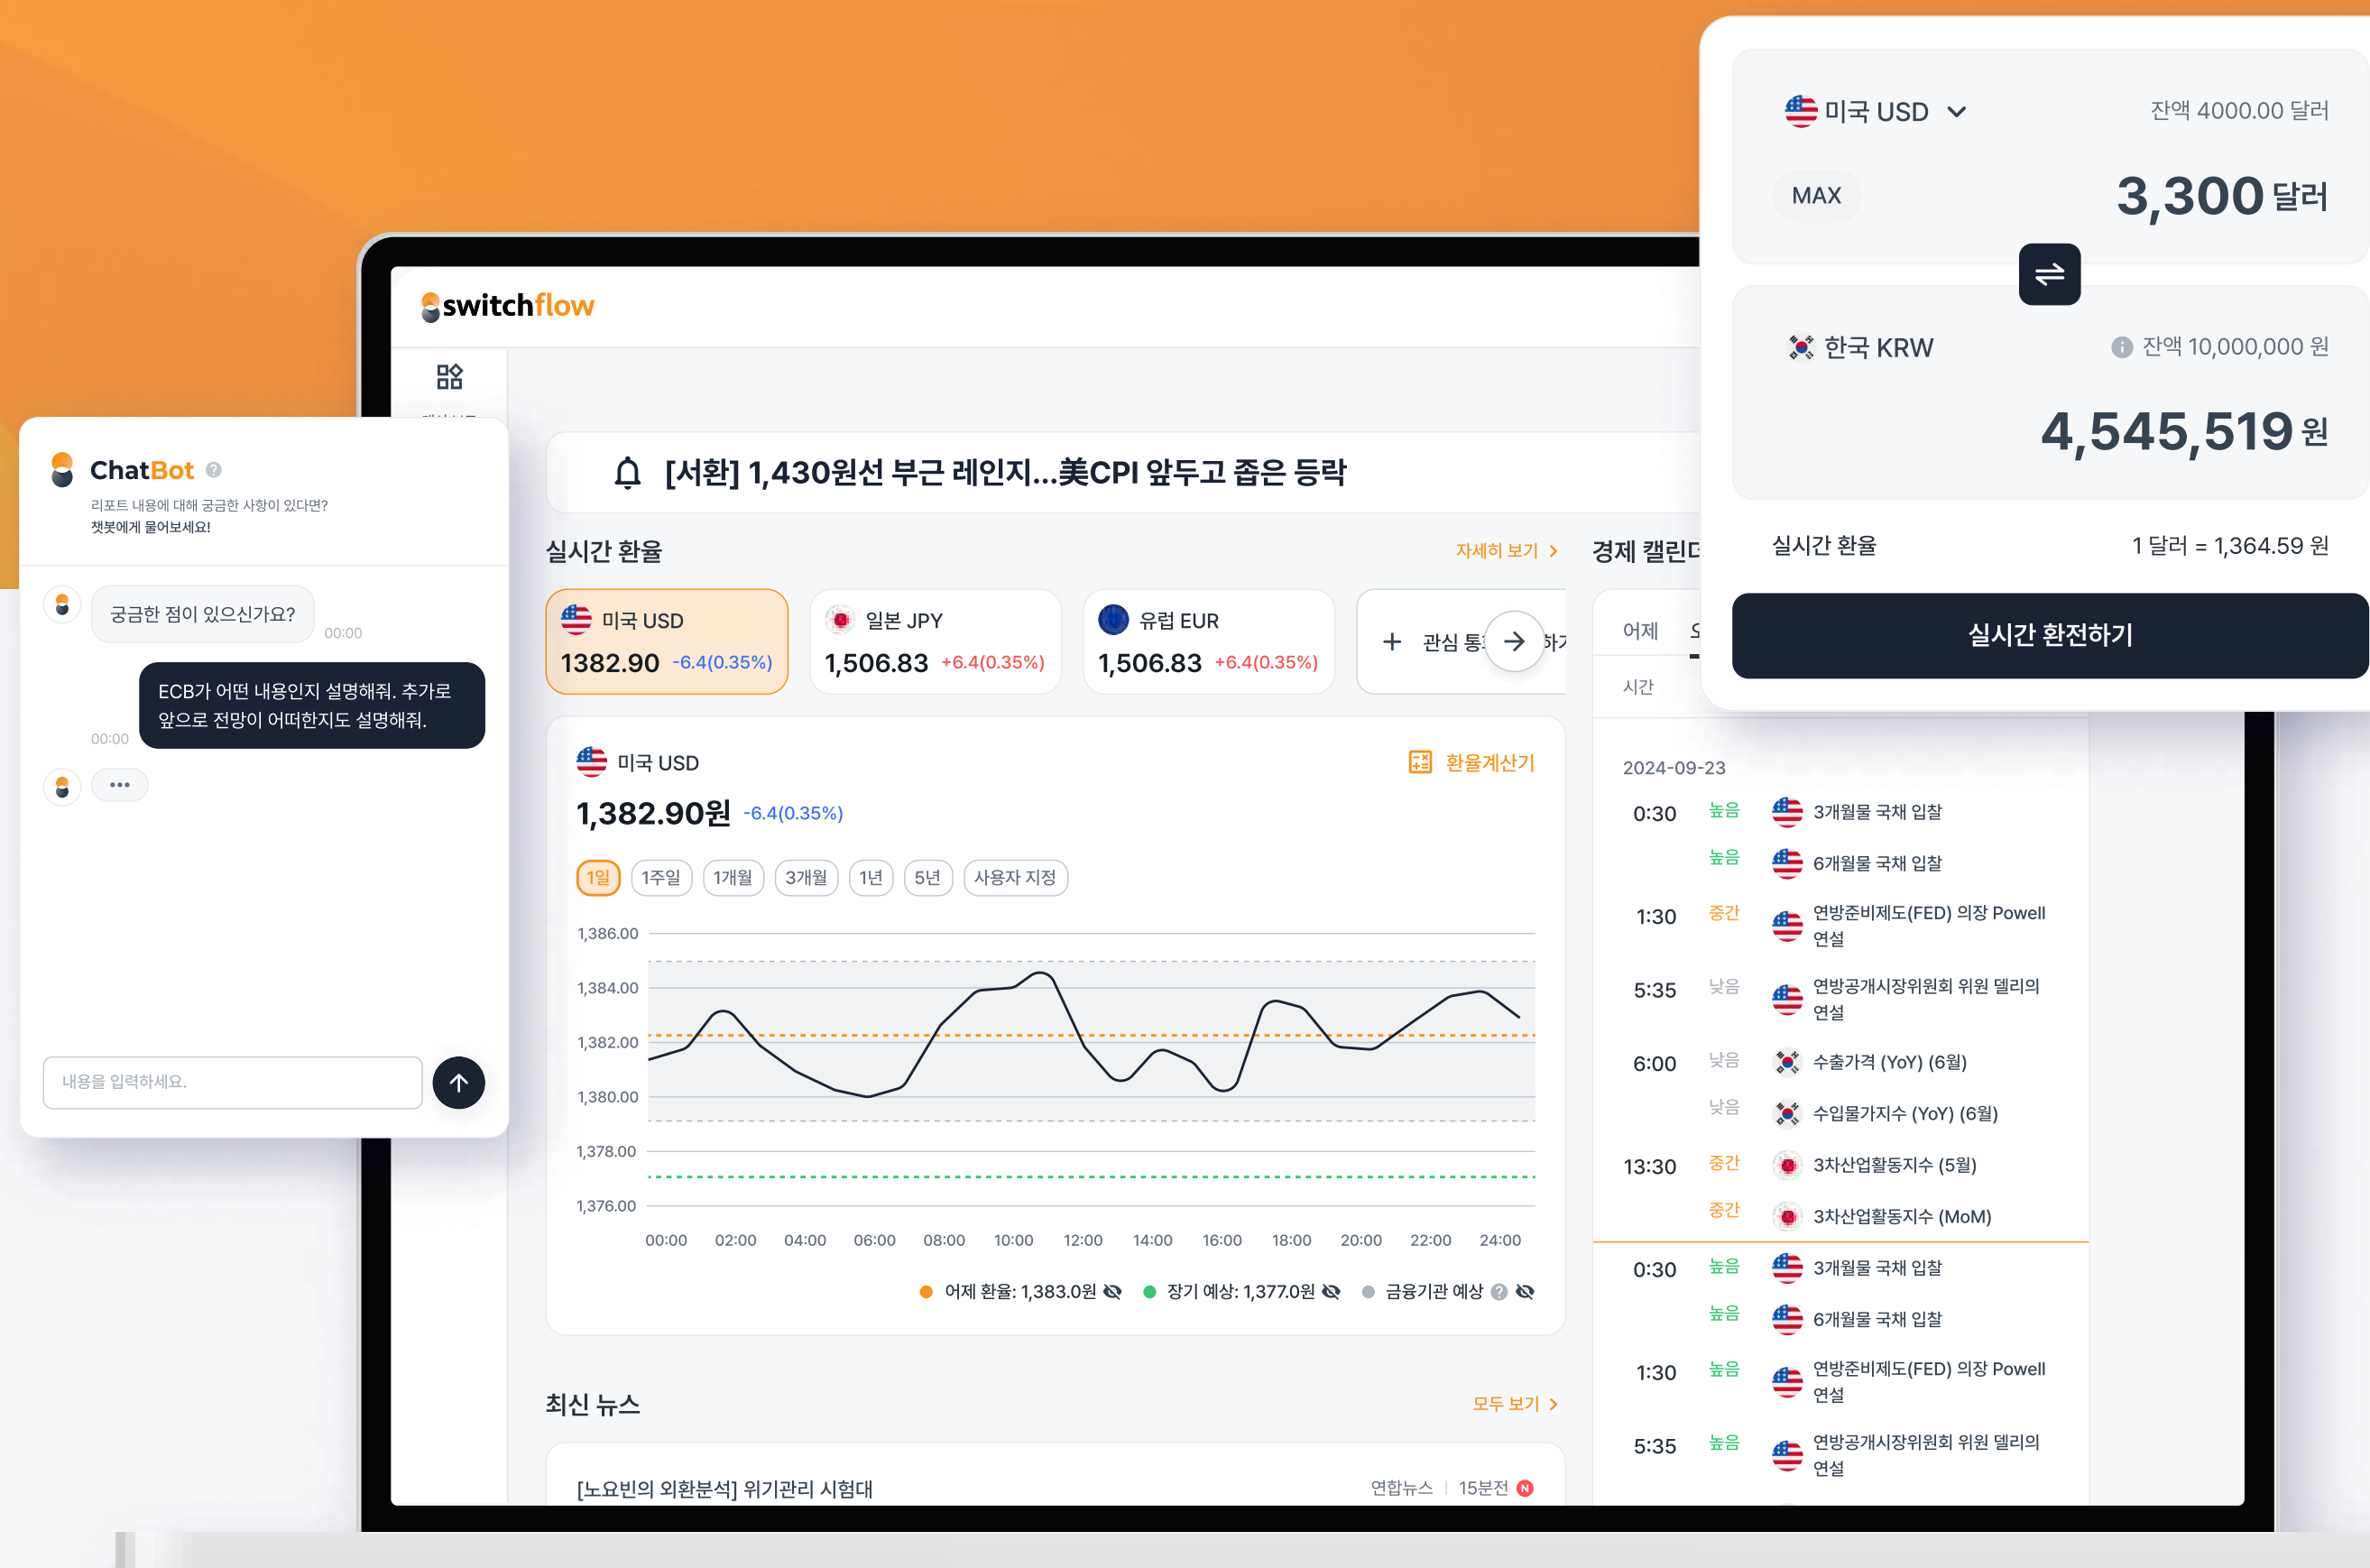 미국 USD
잔액 4000.00 달러
MAX
3,300 달러
한국 KRW
잔액 10,000,000 원
4,545,519 원
실시간 환율
1 달러 = 1,364.59 원
실시간 환전하기
switchflow
ChatBot ?
리포트 내용에 대해 궁금한 사항이 있다면?
챗봇에게 물어보세요!
궁금한 점이 있으신가요?
00:00
ECB가 어떤 내용인지 설명해줘. 추가로
앞으로 전망이 어떠한지도 설명해줘.
00:00
내용을 입력하세요.
[서환] 1,430원선 부근 레인지...美CPI 앞두고 좁은 등락
실시간 환율
자세히 보기
미국 USD
1382.90 -6.4(0.35%)
일본 JPY
1,506.83 +6.4(0.35%)
유럽 EUR
1,506.83 +6.4(0.35%)
관심
미국 USD
환율계산기
1,382.90원 -6.4(0.35%)
1일 1주일 1개월 3개월 1년 5년 사용자 지정
1,386.00
1,384.00
1,382.00
1,380.00
1,378.00
1,376.00
00:00 02:00 04:00 06:00 08:00 10:00 12:00 14:00 16:00 18:00 20:00 22:00 24:00
어제 환율: 1,383.0원 장기 예상: 1,377.0원 금융기관 예상 ?
최신 뉴스
모두 보기
[노요빈의 외환분석] 위기관리 시험대
연합뉴스 | 15분전 N
경제
어제
시간
2024-09-23
0:30 높음 3개월물 국채 입찰
높음 6개월물 국채 입찰
1:30 중간 연방준비제도(FED) 의장 Powell
연설
5:35 낮음 연방공개시장위원회 위원 델리의
연설
6:00 낮음 수출가격 (YoY) (6월)
낮음 수입물가지수 (YoY) (6월)
13:30 중간 3차산업활동지수 (5월)
중간 3차산업활동지수 (MoM)
0:30 높음 3개월물 국채 입찰
높음 6개월물 국채 입찰
1:30 높음 연방준비제도(FED) 의장 Powell
연설
5:35 높음 연방공개시장위원회 위원 델리의
연설